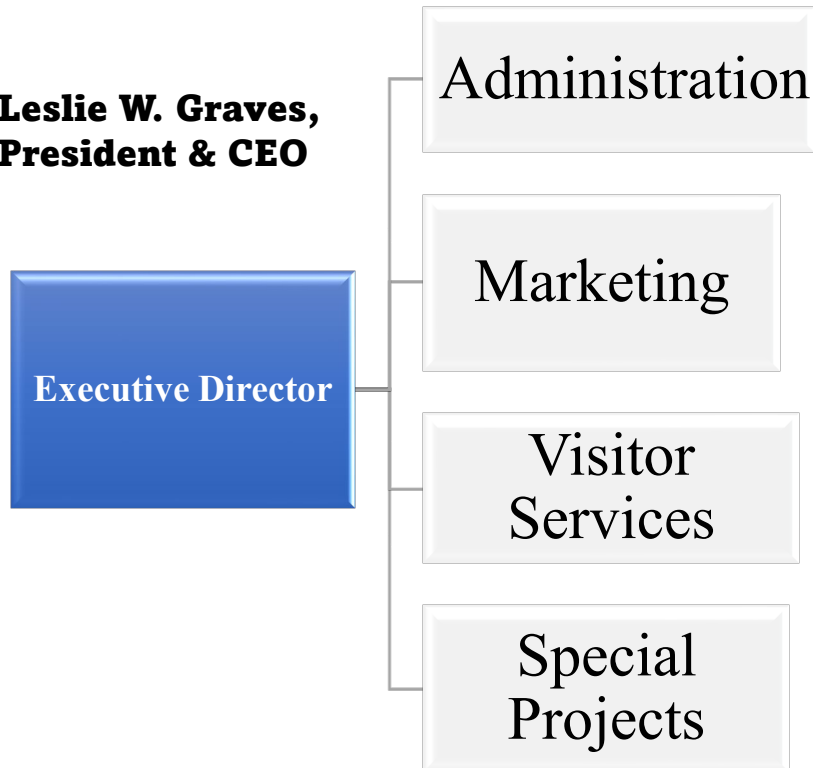 Leslie W. Graves,
President & CEO
Executive Director
Administration
Marketing
Visitor
Services
Special
Projects